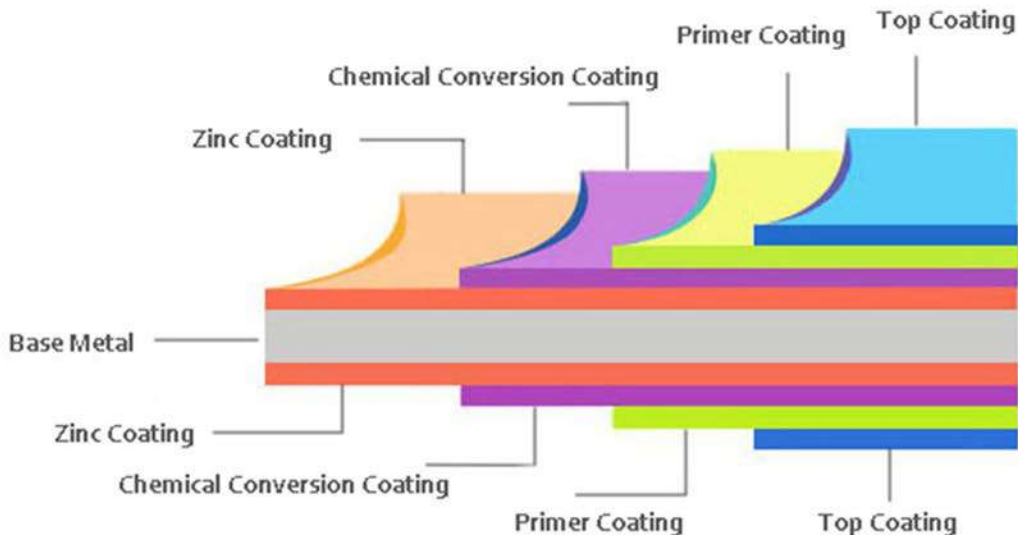 Top Coating
Primer Coating
Chemical Conversion Coating
Zinc Coating
Base Metal
Zinc Coating
Chemical Conversion Coating
Primer Coating
Top Coating